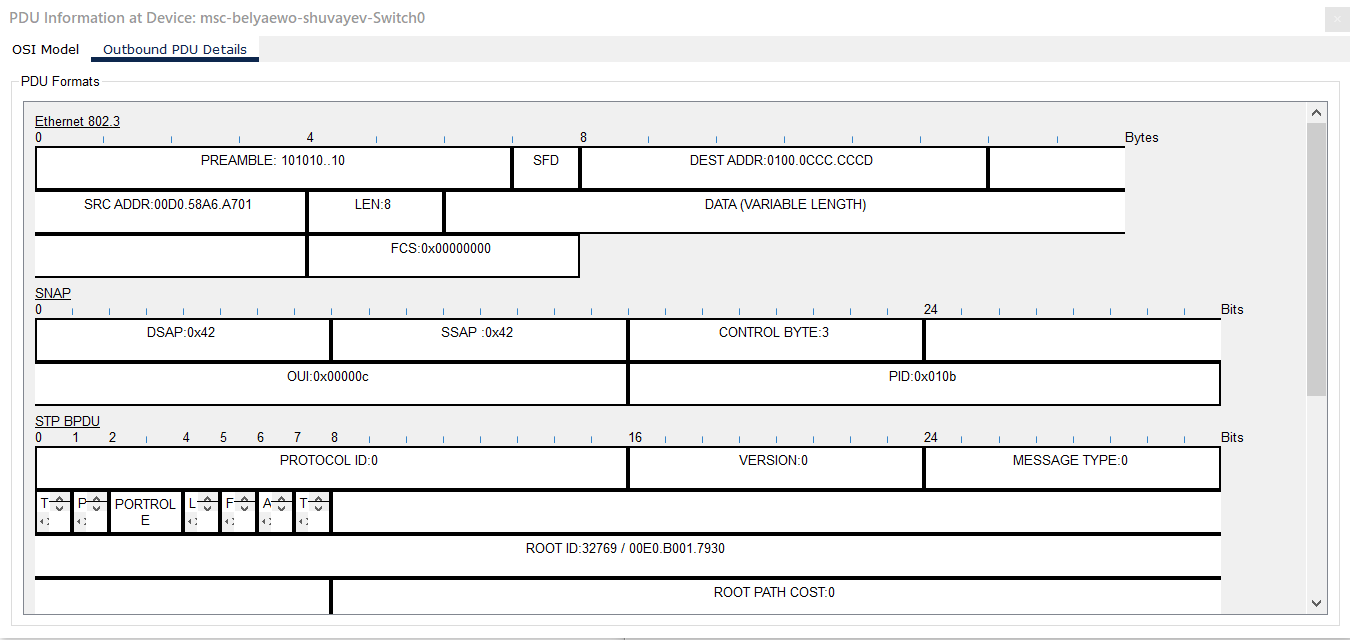 PDU Information at Device: msc-belyaewo-shuvayev-Switch0
OSI Model Outbound PDU Details
PDU Formats
Ethernet 802.3
0 4 8 Bytes
PREAMBLE: 101010..10 SFD DEST ADDR:0100.0CCC.CCCD
SRC ADDR:00D0.58A6.A701 LEN:8 DATA (VARIABLE LENGTH)
FCS:0x00000000
SNAP
0 24 Bits
DSAP:0x42 SSAP :0x42 CONTROL BYTE:3
OUI:0x00000c PID:0x010b
STP BPDU
0 1 2 4 5 6 7 8 16 24 Bits
PROTOCOL ID:0 VERSION:0 MESSAGE TYPE:0
T P PORTROL L F A T
E
ROOT ID:32769 / 00E0.B001.7930
ROOT PATH COST:0